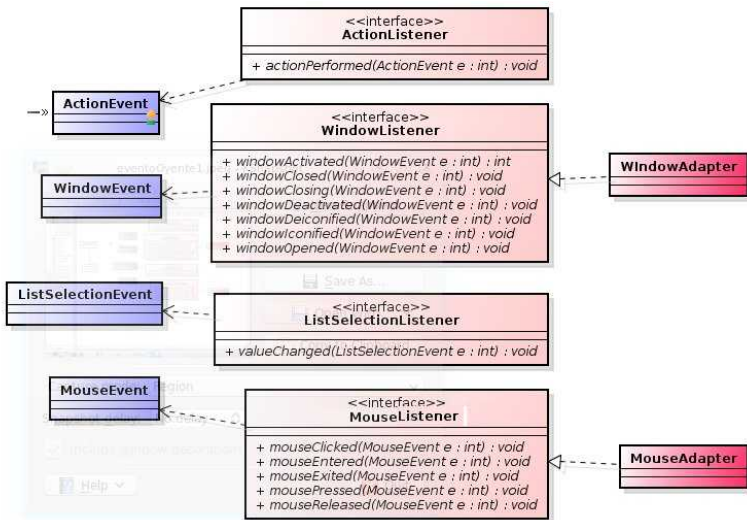 <<interface>>
ActionListener
+ actionPerformed(ActionEvent e : int) : void
ActionEvent
<<interface>>
WindowListener
+ windowActivated(WindowEvent e : int) : int
+ windowClosed(WindowEvent e : int) : void
+ windowClosing(WindowEvent e : int) : void
+ windowDeactivated(WindowEvent e : int) : void
+ windowDeiconified(WindowEvent e : int) : void
+ windowIconified(WindowEvent e : int) : void
+ windowOpened(WindowEvent e : int) : void
WIndowAdapter
eventoOyente1.jpeg
WindowEvent
Save As...
ListSelectionEvent
<<interface>>
ListSelectionListener
+ valueChanged(ListSelectionEvent e : int) : void
MouseEvent
Region
<<interface>>
MouseListener
+ mouseClicked(MouseEvent e : int) : void
+ mouseEntered(MouseEvent e : int) : void
+ mouseExited(MouseEvent e : int) : void
+ mousePressed(MouseEvent e : int) : void
+ mouseReleased(MouseEvent e : int) : void
MouseAdapter
Help